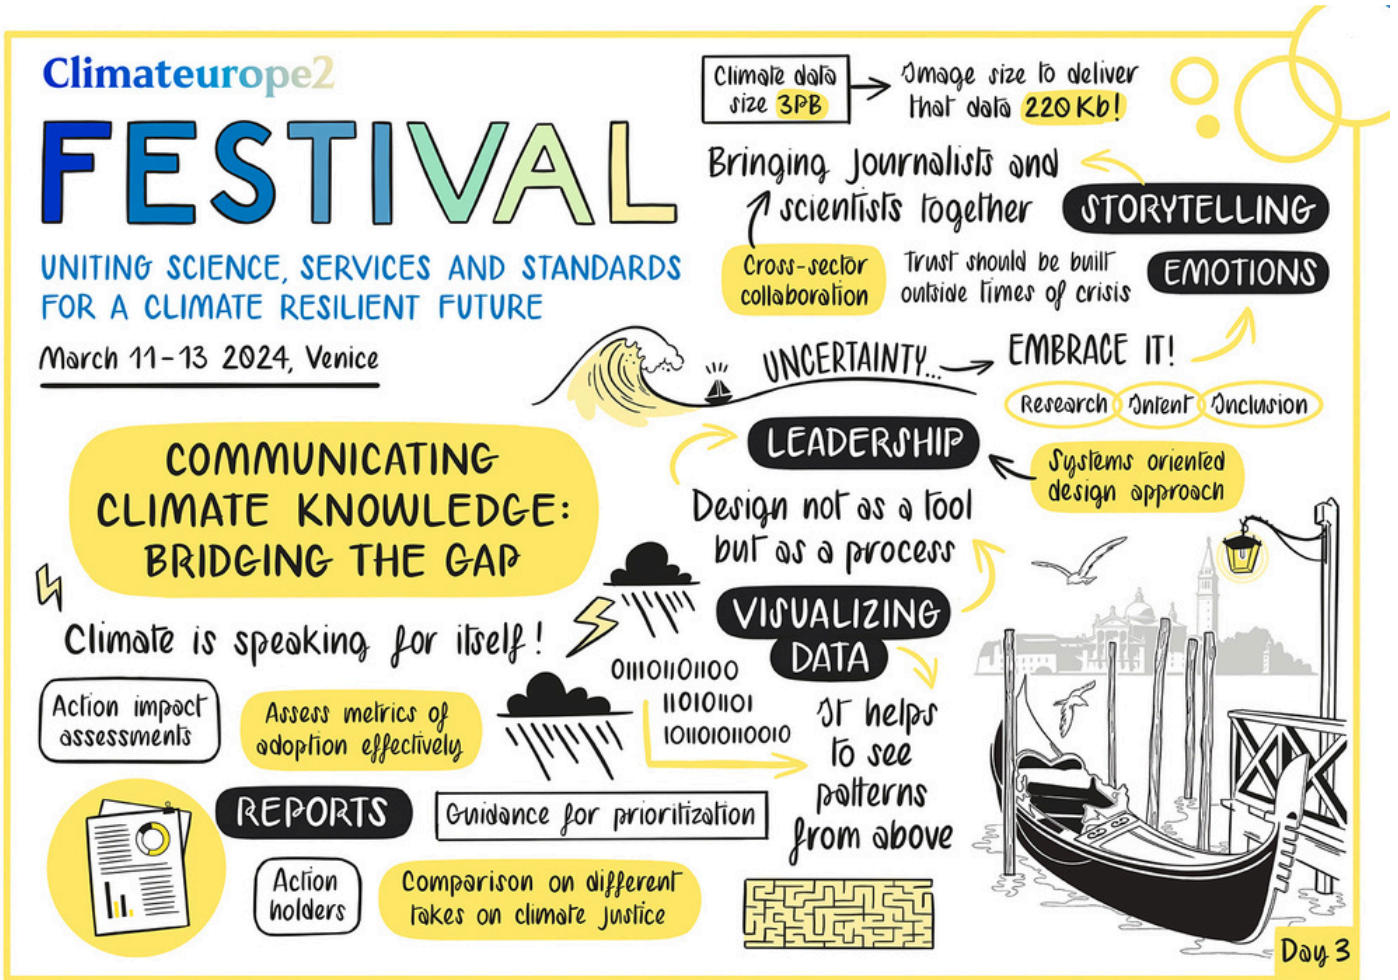 Climateurope2
FESTIVAL
UNITING SCIENCE, SERVICES AND STANDARDS
FOR A CLIMATE RESILIENT FUTURE
March 11-13 2024, Venice
Climate data
size 3PB
Image size to deliver
that data 220 Kb!
Bringing Journalists and
scientists together
STORYTELLING
Cross-sector
collaboration
Trust should be built
outside times of crisis
EMOTIONS
UNCERTAINTY...
EMBRACE IT!
Research
Intent
Inclusion
COMMUNICATING
CLIMATE KNOWLEDGE:
BRIDGING THE GAP
LEADERSHIP
Systems oriented
design approach
Design not as a tool
but as a process
VISUALIZING
DATA
Climate is speaking for itself!
011101101100
110101101
101101011 0010
It helps
to see
patterns
from above
Action impact
assessments
Assess metrics of
adoption effectively
REPORTS
Guidance for prioritization
Action
holders
Comparison on different
takes on climate justice
Day 3